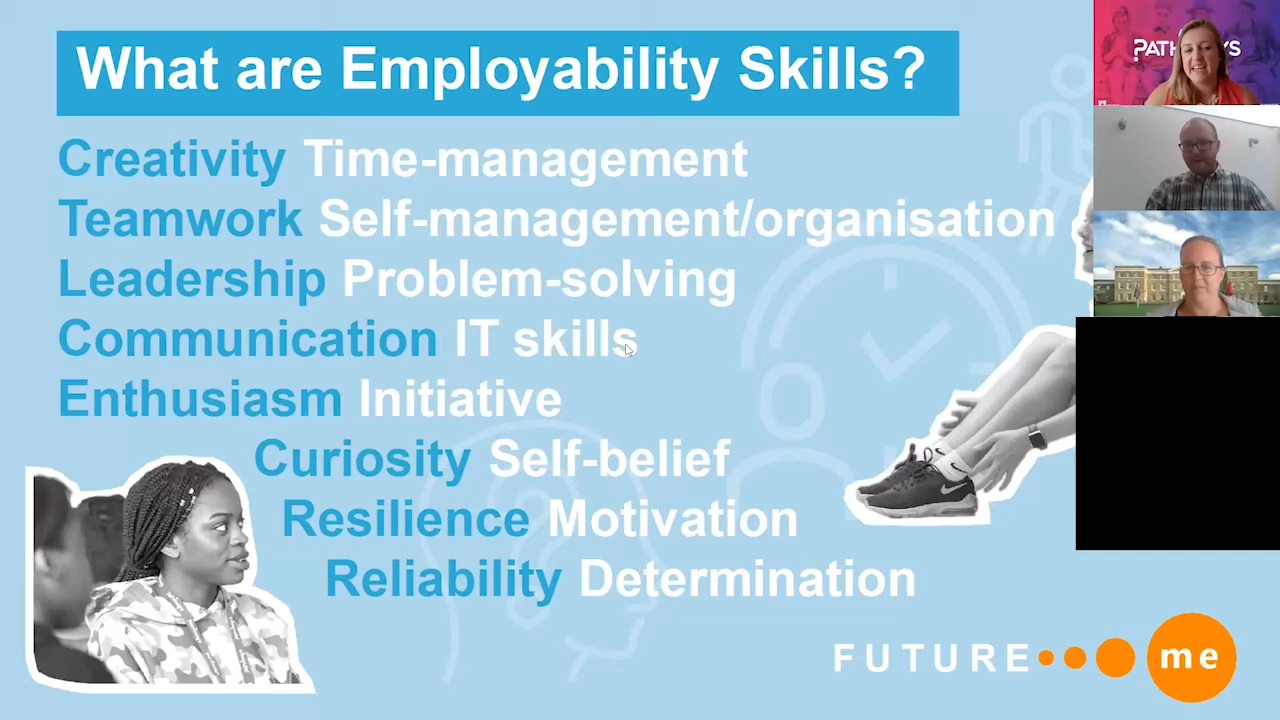 What are Employability Skills?
Creativity Time-management
Teamwork Self-management/organisation
Leadership Problem-solving
Communication IT skills
Enthusiasm Initiative
Curiosity Self-belief
Resilience Motivation
Reliability Determination
FUTURE me